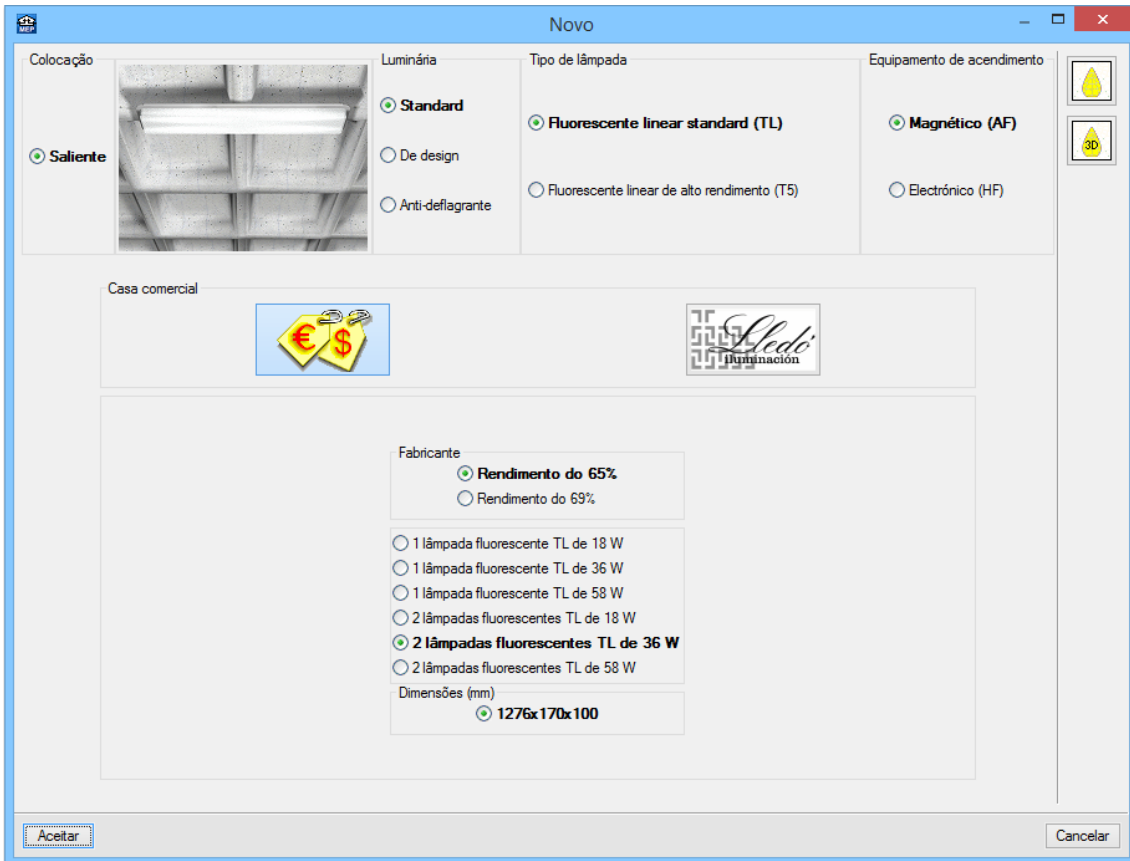 MEP
Novo
Colocação
Saliente
Luminária
Standard
De design
Anti-deflagrante
Tipo de lâmpada
Fluorescente linear standard (TL)
Fluorescente linear de alto rendimento (T5)
Equipamento de acendimento
Magnético (AF)
Electrónico (HF)
3D
Casa comercial
€ $
Lledó
iluminación
Fabricante
Rendimento do 65%
Rendimento do 69%
1 lâmpada fluorescente TL de 18 W
1 lâmpada fluorescente TL de 36 W
1 lâmpada fluorescente TL de 58 W
2 lâmpadas fluorescentes TL de 18 W
2 lâmpadas fluorescentes TL de 36 W
2 lâmpadas fluorescentes TL de 58 W
Dimensões (mm)
1276x170x100
Aceitar
Cancelar